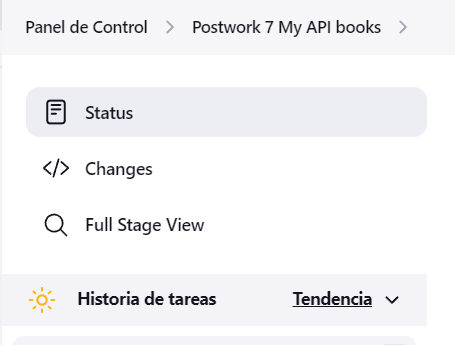 Panel de Control > Postwork 7 My API books >
Status
Changes
Full Stage View
Historia de tareas Tendencia